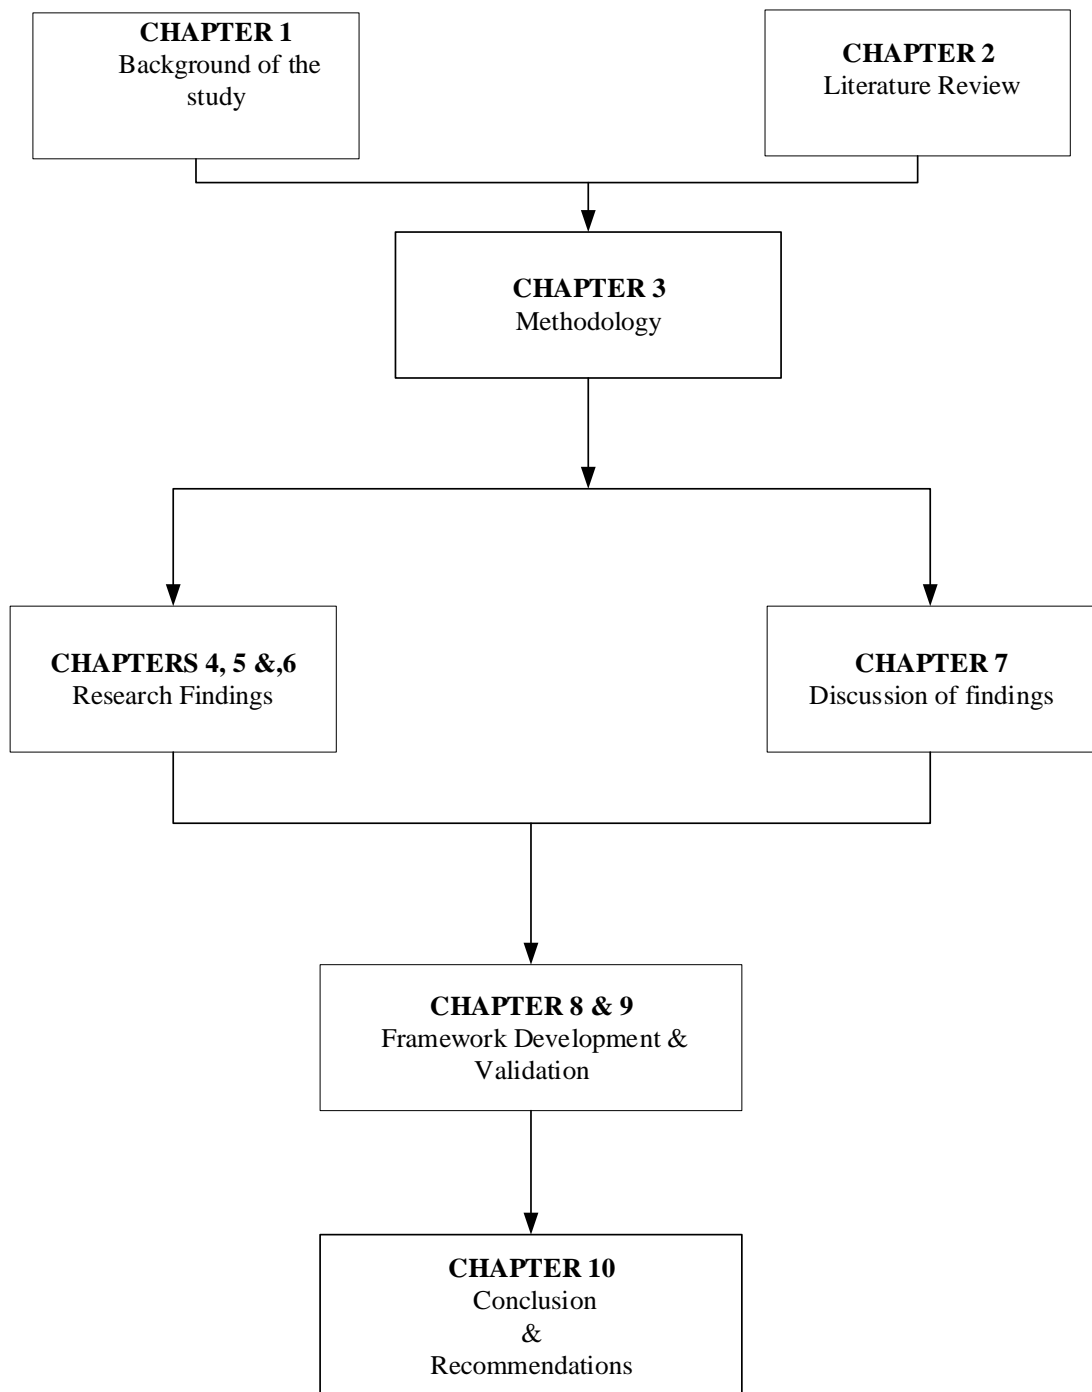 CHAPTER 1
Background of the
study
CHAPTER 2
Literature Review
CHAPTER 3
Methodology
CHAPTERS 4, 5 &,6
Research Findings
CHAPTER 7
Discussion of findings
CHAPTER 8 & 9
Framework Development &
Validation
CHAPTER 10
Conclusion
&
Recommendations